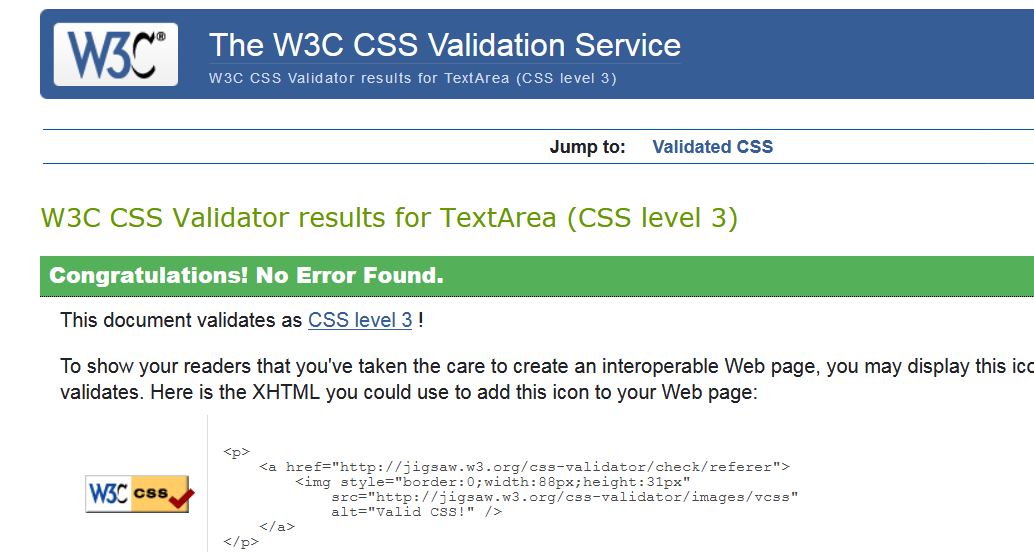 W3C®
The W3C CSS Validation Service
W3C CSS Validator results for TextArea (CSS level 3)
Jump to: Validated CSS
W3C CSS Validator results for TextArea (CSS level 3)
Congratulations! No Error Found.
This document validates as CSS level 3 !
To show your readers that you've taken the care to create an interoperable Web page, you may display this
validates. Here is the XHTML you could use to add this icon to your Web page:
W3C css
<p>
<a href="http://jigsaw.w3.org/css-validator/check/referer">
<img style="border:0;width:88px;height:31px"
src="http://jigsaw.w3.org/css-validator/images/vcss"
alt="Valid CSS!" />
</a>
</p>